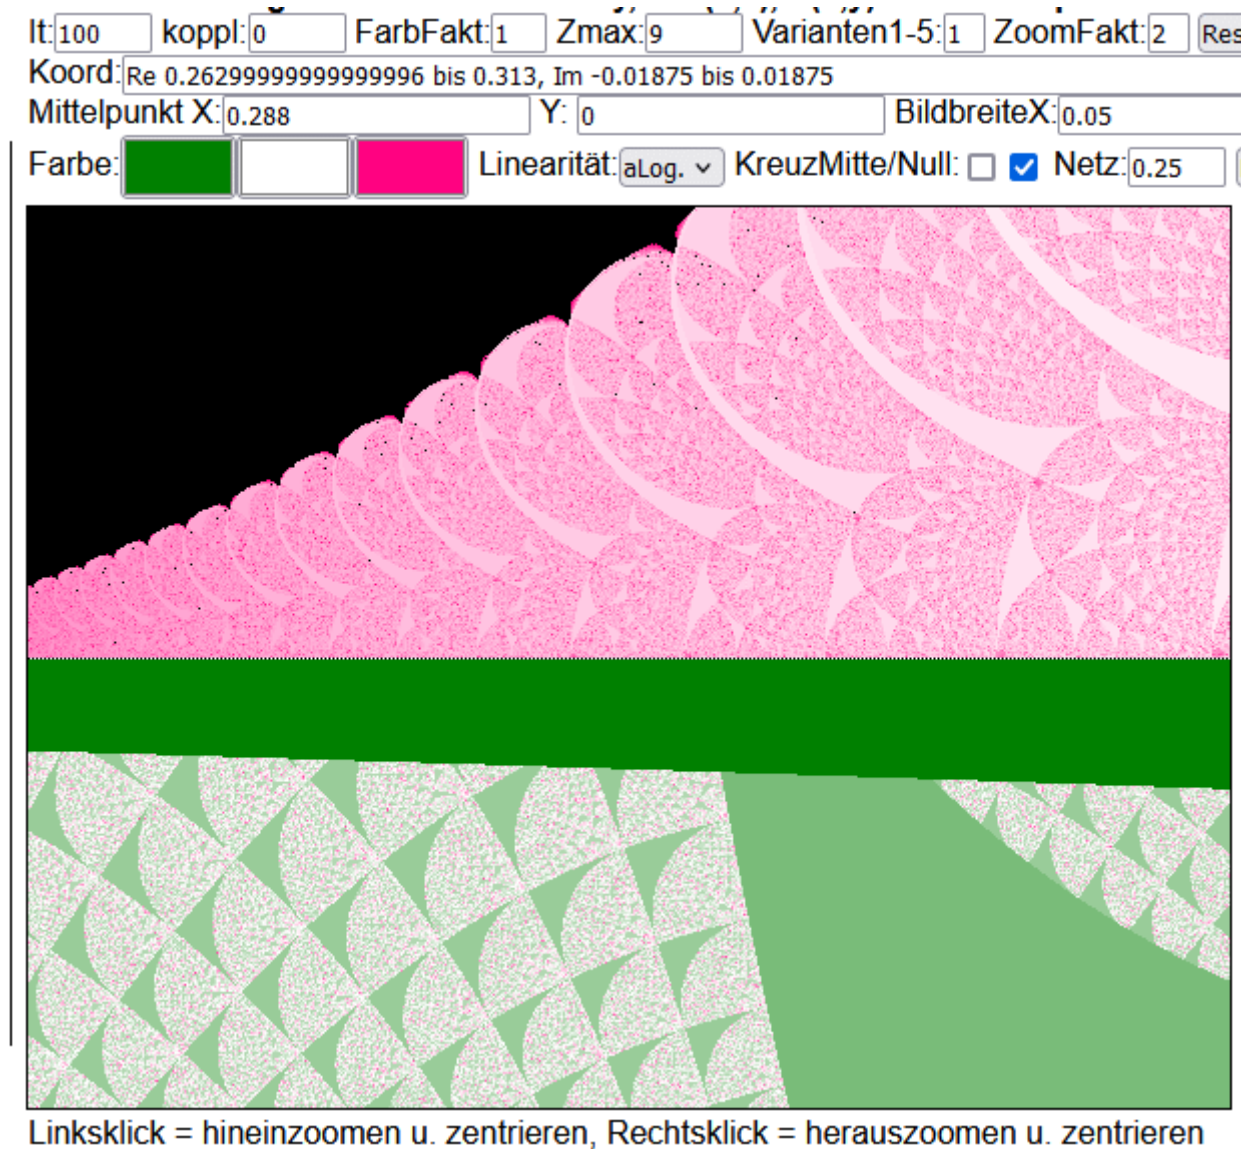 It: 100 koppl: 0 FarbFakt: 1 Zmax: 9 Varianten1-5: 1 ZoomFakt: 2 Res
Koord: Re 0.26299999999999996 bis 0.313, Im -0.01875 bis 0.01875
Mittelpunkt X: 0.288 Y: 0 BildbreiteX: 0.05
Farbe: Linearität: aLog. KreuzMitte/Null: Netz: 0.25
Linksklick = hineinzoomen u. zentrieren, Rechtsklick = herauszoomen u. zentrieren